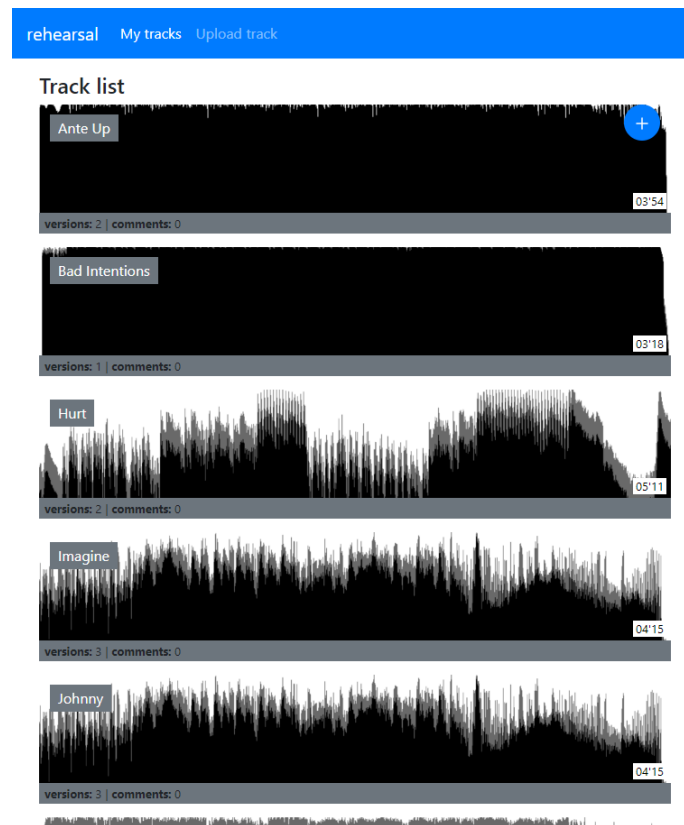 rehearsal My tracks Upload track
Track list
Ante Up
+
03'54
versions: 2 | comments: 0
Bad Intentions
03'18
versions: 1 | comments: 0
Hurt
05'11
versions: 2 | comments: 0
Imagine
04'15
versions: 3 | comments: 0
Johnny
04'15
versions: 3 | comments: 0